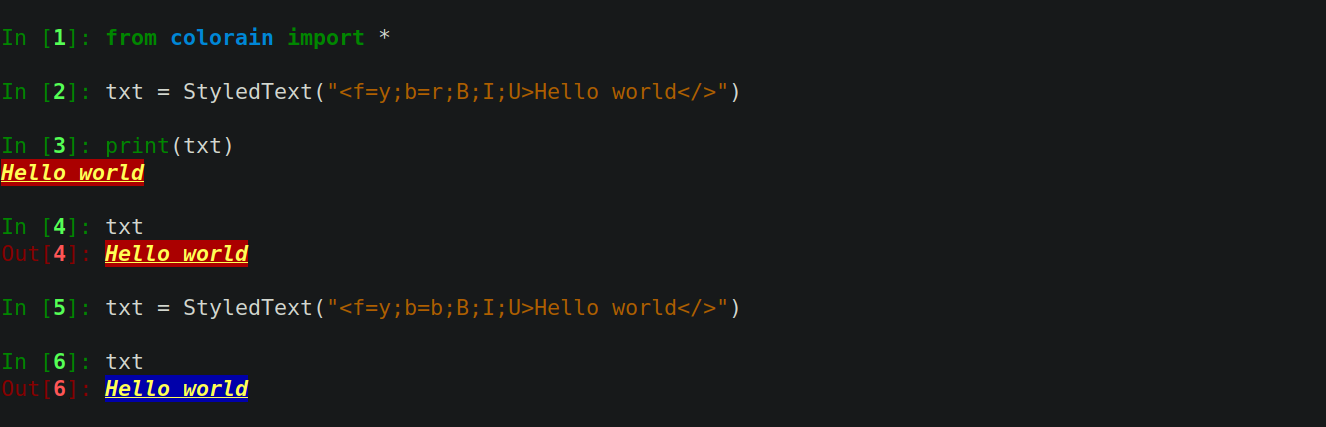 In [1]: from colorain import *
In [2]: txt = StyledText("<f=y;b=r;B;I;U>Hello world</>")
In [3]: print(txt)
Hello world
In [4]: txt
Out[4]: Hello world
In [5]: txt = StyledText("<f=y;b=b;B;I;U>Hello world</>")
In [6]: txt
Out[6]: Hello world